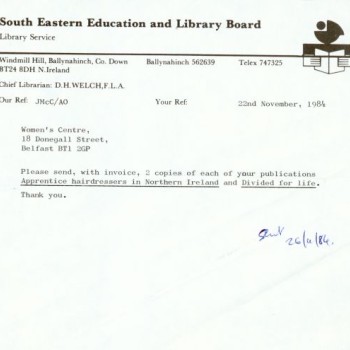 South Eastern Education and Library Board
Library Service
Windmill Hill, Ballynahinch, Co. Down Ballynahinch 562639 Telex 747325
BT24 8DH N.Ireland
Chief Librarian: D.H.WELCH,F.L.A.
Our Ref: JMcC/AO Your Ref: 22nd November, 1984
Women's Centre,
18 Donegall Street,
Belfast BT1 2GP
Please send, with invoice, 2 copies of each of your publications
Apprentice hairdressers in Northern Ireland and Divided for life.
Thank you.
Sent 26/11/84.